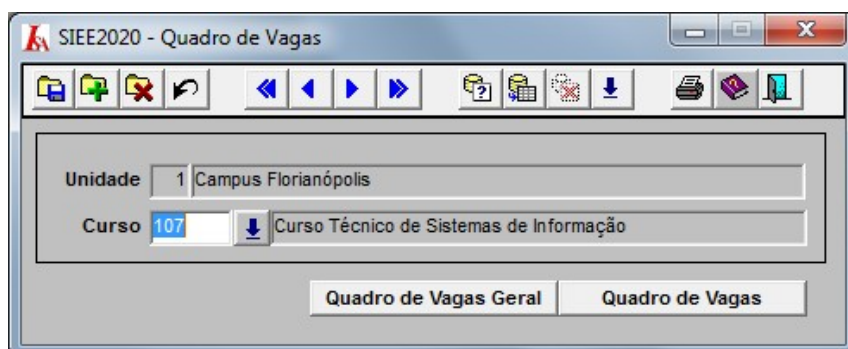 SIEE2020 - Quadro de Vagas
Unidade 1 Campus Florianópolis
Curso 107 Curso Técnico de Sistemas de Informação
Quadro de Vagas Geral Quadro de Vagas